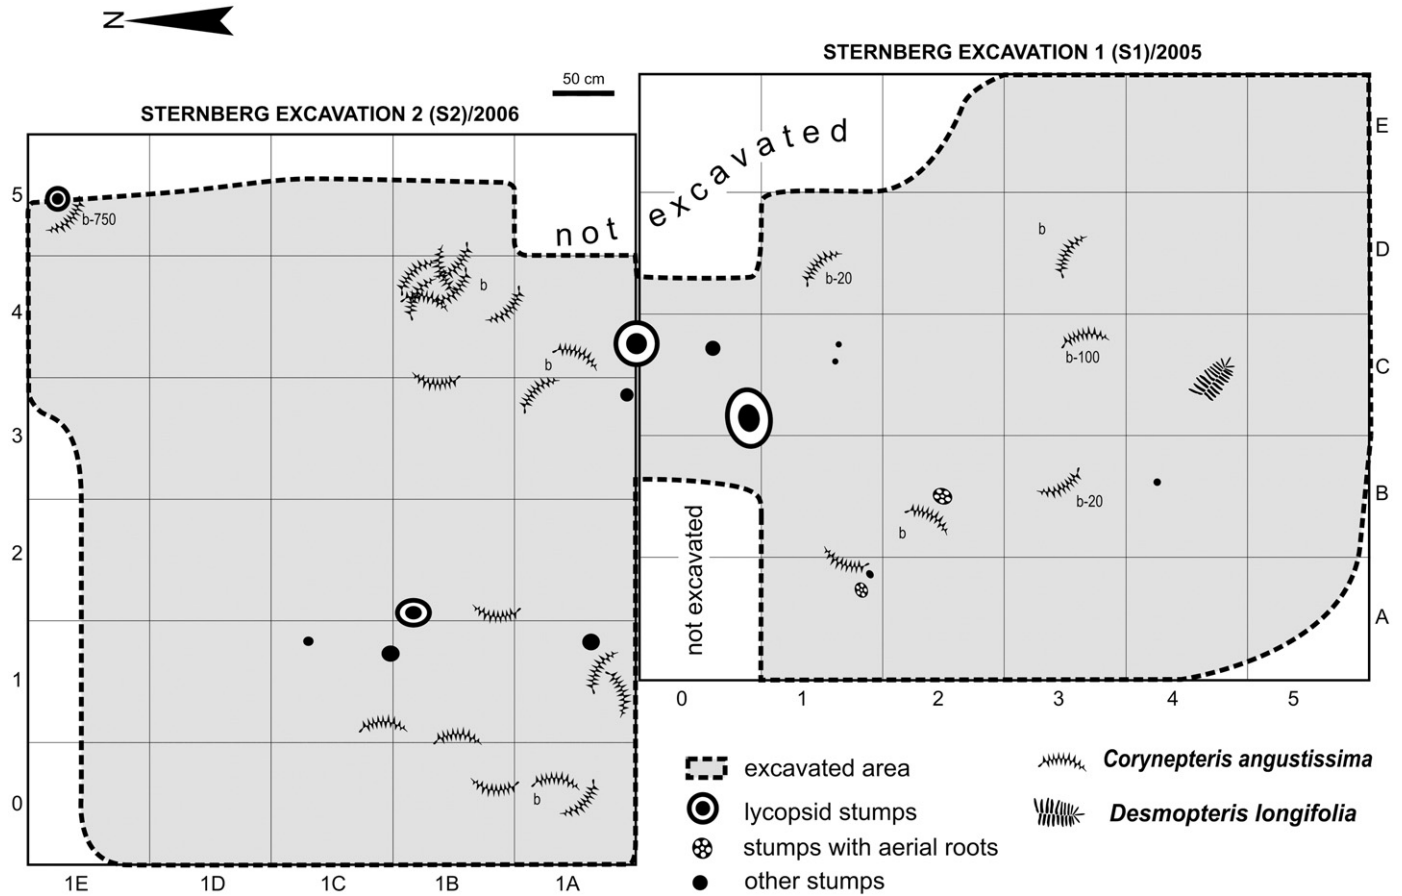 N
STERNBERG EXCAVATION 1 (S1)/2005
50 cm
STERNBERG EXCAVATION 2 (S2)/2006
not excavated
E
D
C
B
A
5
4
3
2
1
0
b-750
b
b
b
b-20
b
b-100
b-20
b
not excavated
0 1 2 3 4 5
1E 1D 1C 1B 1A
excavated area
lycopsid stumps
stumps with aerial roots
other stumps
Corynepteris angustissima
Desmopteris longifolia